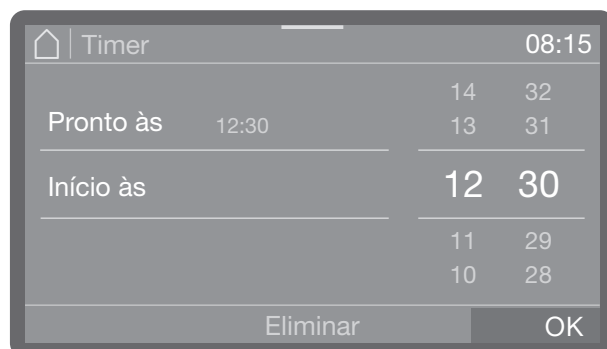 Timer 08:15
14 32
Pronto às 12:30 13 31
Início às 12 30
11 29
10 28
Eliminar OK